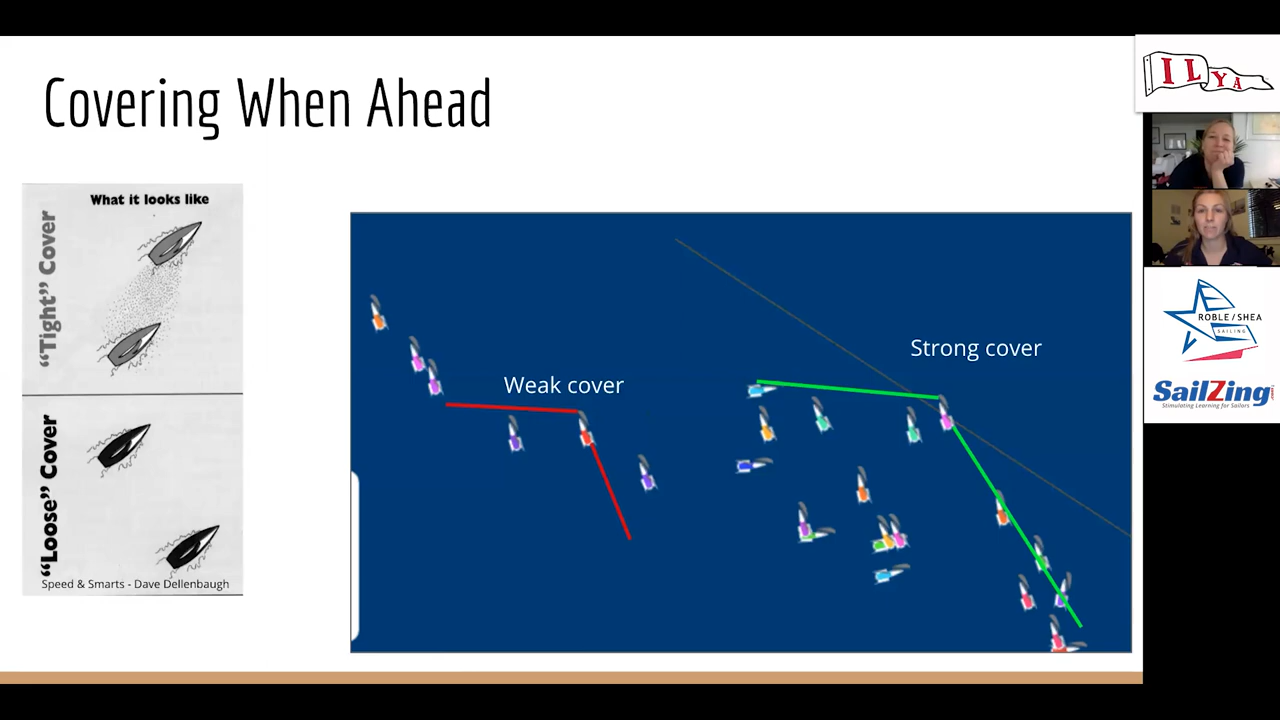 Covering When Ahead
What it looks like
“Tight” Cover
“Loose” Cover
Speed & Smarts - Dave Dellenbaugh
Weak cover
Strong cover
ILYA
ROBLE/SHEA
SAILING
SailZing
Stimulating Learning for Sailors